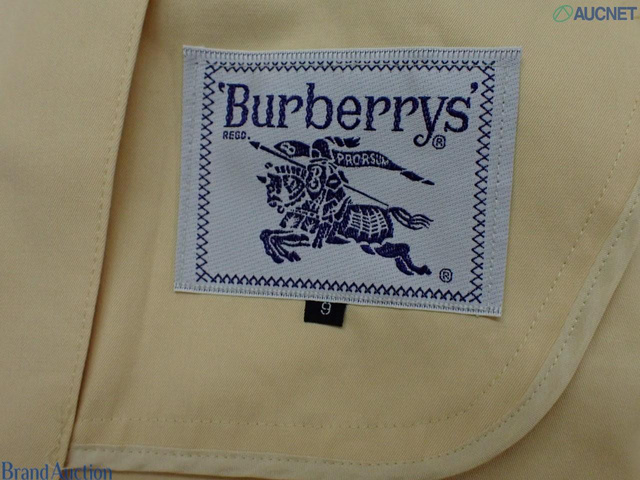 AUCNET
'Burberrys'®
REGD.
PRORSUM
®
9
Brand Auction